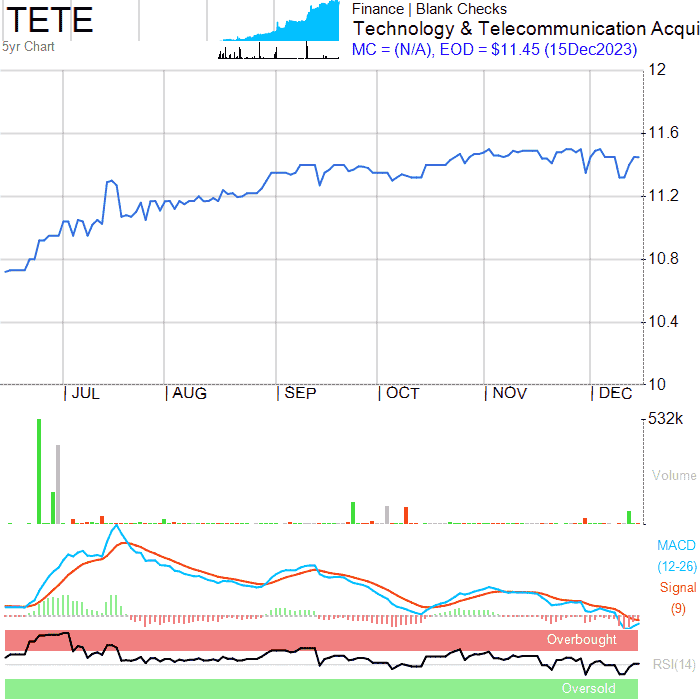 TETE
5yr Chart
Finance | Blank Checks
Technology & Telecommunication Acqui
MC = (N/A), EOD = $11.45 (15Dec2023)
12
11.6
11.2
10.8
10.4
10
| JUL | AUG | SEP | OCT | NOV | DEC
532k
Volume
MACD
(12-26)
Signal
(9)
Overbought
RSI(14)
Oversold